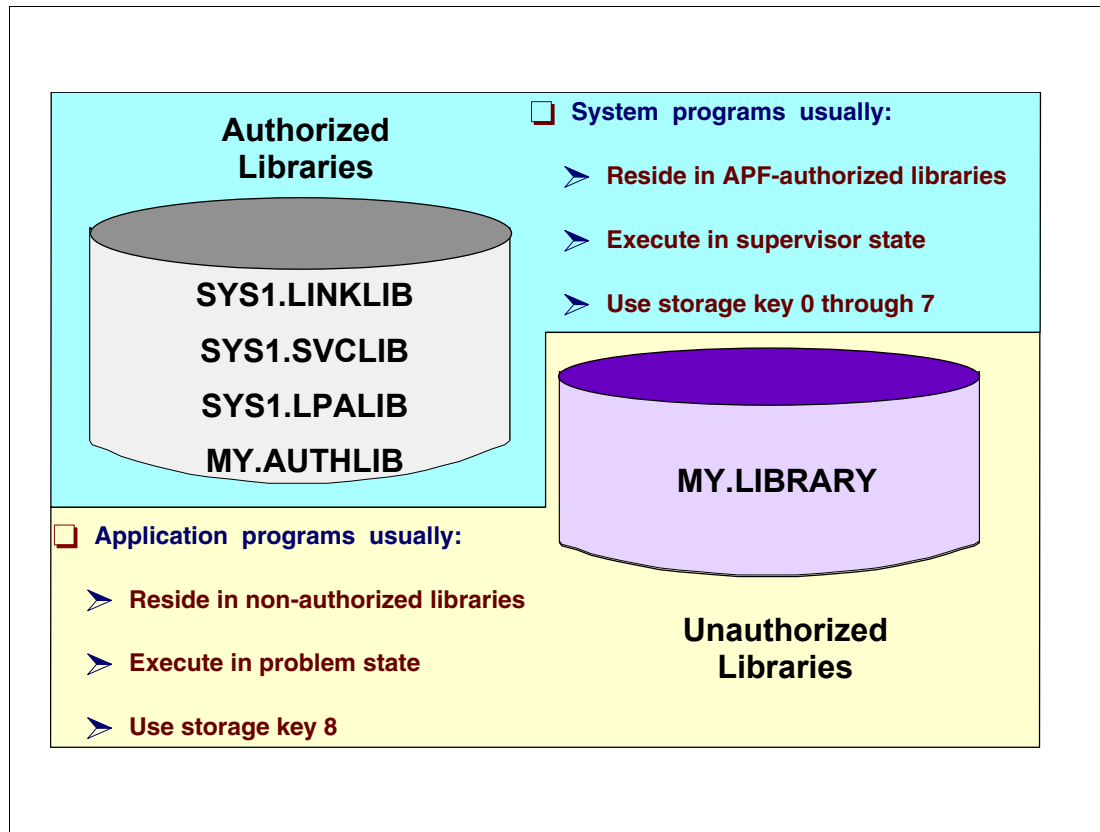 Authorized
Libraries
SYS1.LINKLIB
SYS1.SVCLIB
SYS1.LPALIB
MY.AUTHLIB
System programs usually:
Reside in APF-authorized libraries
Execute in supervisor state
Use storage key 0 through 7
Application programs usually:
Reside in non-authorized libraries
Execute in problem state
Use storage key 8
MY.LIBRARY
Unauthorized
Libraries